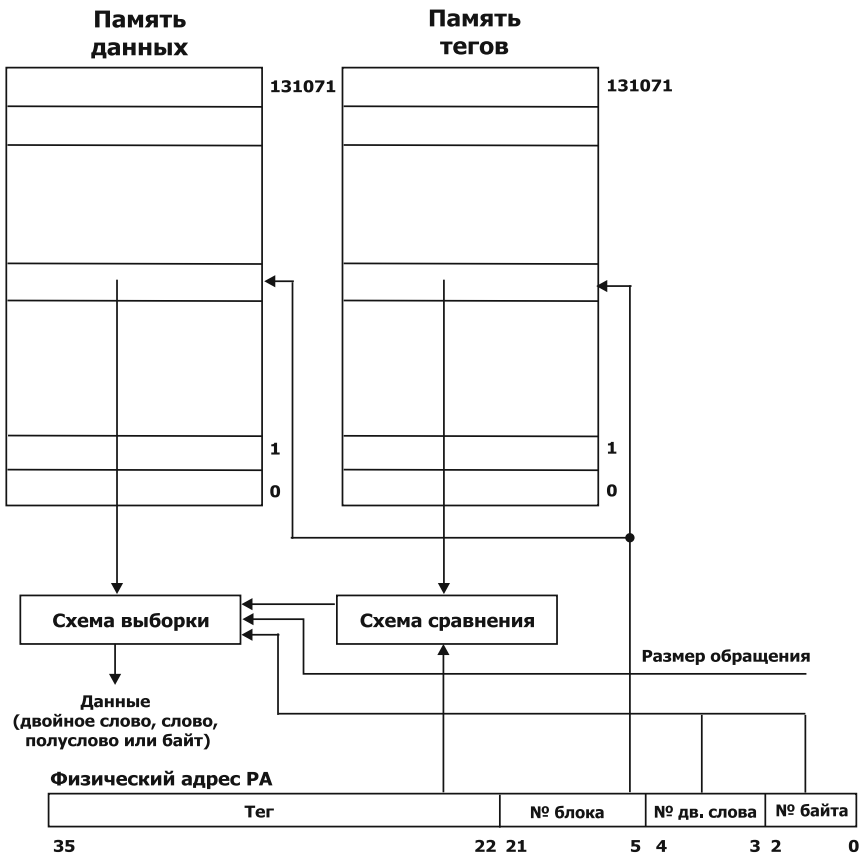 Память
данных
Память
тегов
131071
131071
1
0
1
0
Схема выборки
Схема сравнения
Размер обращения
Данные
(двойное слово, слово,
полуслово или байт)
Физический адрес PA
Тег
№ блока
№ дв. слова
№ байта
35
22
21
5
4
3
2
0